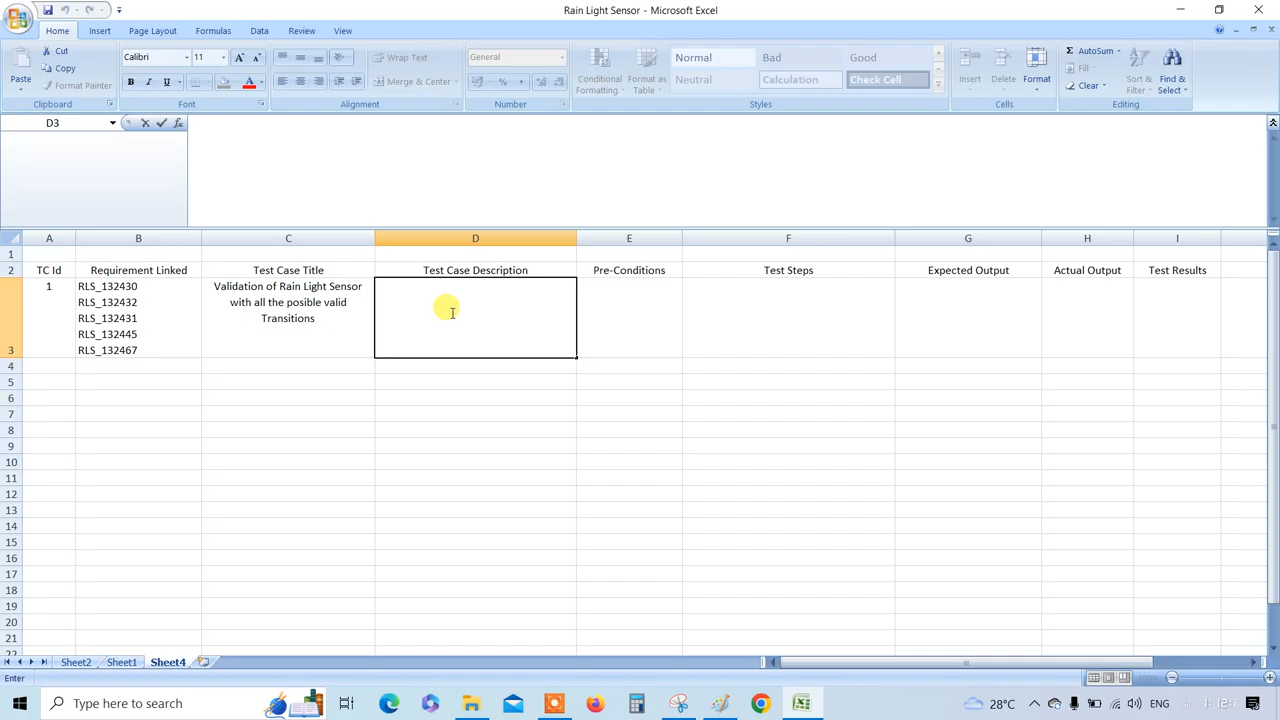 Rain Light Sensor - Microsoft Excel
Home Insert Page Layout Formulas Data Review View
Paste
Cut
Copy
Format Painter
Clipboard
Calibri 11
B I U
Font
Wrap Text
Merge & Center
Alignment
General
Number
Conditional Formatting
Format as Table
Normal Bad Good
Neutral Calculation Check Cell
Styles
Insert Delete Format
Cells
AutoSum
Fill
Clear
Sort & Filter
Find & Select
Editing
D3
A B C D E F G H I
1
2 TC Id Requirement Linked Test Case Title Test Case Description Pre-Conditions Test Steps Expected Output Actual Output Test Results
1 RLS_132430 Validation of Rain Light Sensor
RLS_132432 with all the posible valid
RLS_132431 Transitions
RLS_132445
3 RLS_132467
4
5
6
7
8
9
10
11
12
13
14
15
16
17
18
19
20
21
22
Sheet2 Sheet1 Sheet4
Enter
Type here to search
28°C
ENG